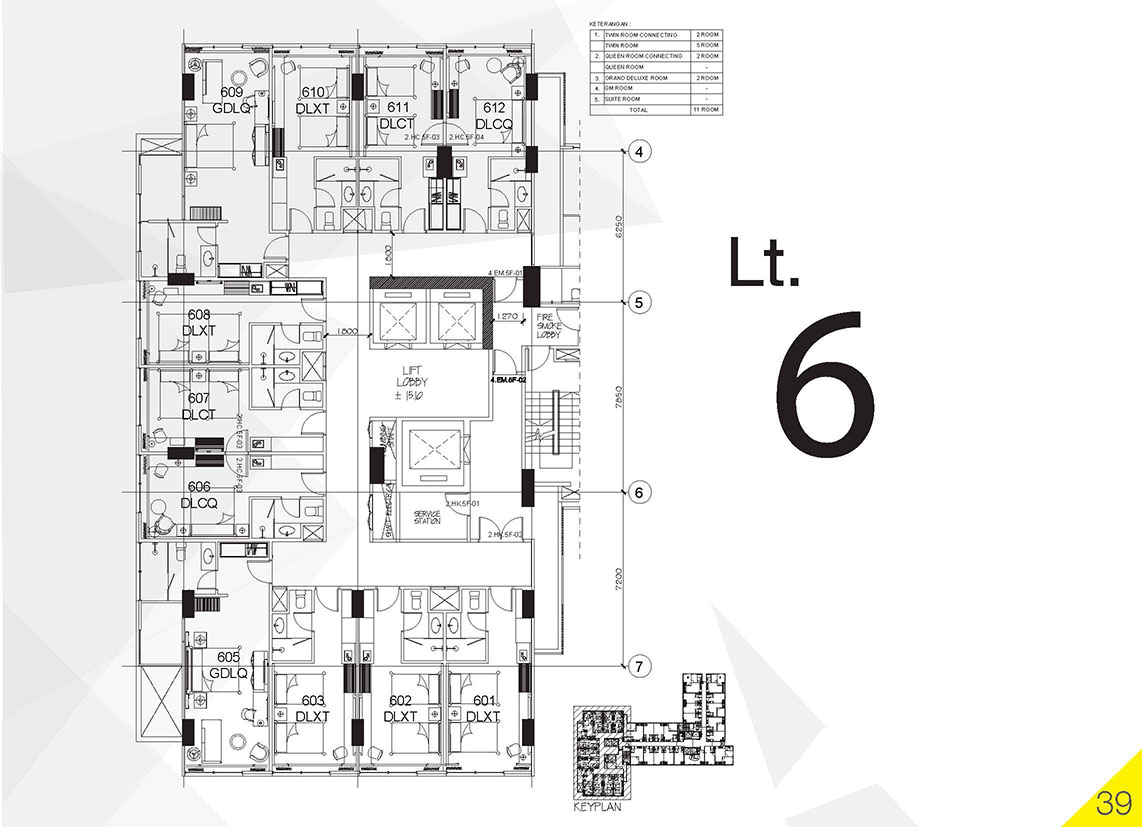 KETERANGAN :
1. TWIN ROOM CONNECTING 2 ROOM
TWIN ROOM 5 ROOM
2. QUEEN ROOM CONNECTING 2 ROOM
QUEEN ROOM -
3. GRAND DELUXE ROOM 2 ROOM
4. GM ROOM -
5. SUITE ROOM -
TOTAL 11 ROOM
609
GDLQ
610
DLXT
611
DLCT
612
DLCQ
2.HC.5F-03
2.HC.5F-04
4
6250
1800
4.EM.5F-01
Lt.
6
5
1270
FIRE
SMOKE
LOBBY
608
DLXT
1800
LIFT
LOBBY
± 15.10
4.EM.6F-02
7850
607
DLCT
2.HC.5F-03
2.HC.6F-03
606
DLCQ
6
2.HK.5F-01
SERVICE
STATION
2.HK.5F-02
7200
605
GDLQ
7
603
DLXT
602
DLXT
601
DLXT
KEYPLAN
39